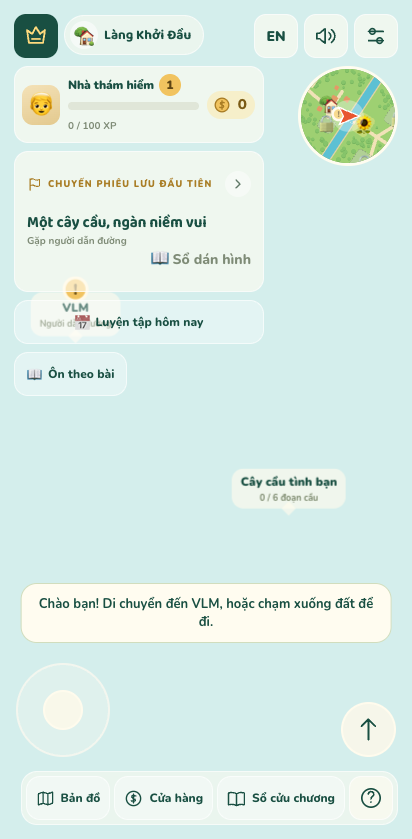 Làng Khởi Đầu
EN
Nhà thám hiểm 1
0
0 / 100 XP
CHUYẾN PHIÊU LƯU ĐẦU TIÊN
Một cây cầu, ngàn niềm vui
Gặp người dẫn đường
Sổ dán hình
!
VLM
Luyện tập hôm nay
Ôn theo bài
Cây cầu tình bạn
0 / 6 đoạn cầu
Chào bạn! Di chuyển đến VLM, hoặc chạm xuống đất để
đi.
Bản đồ
Cửa hàng
Sổ cửu chương
?